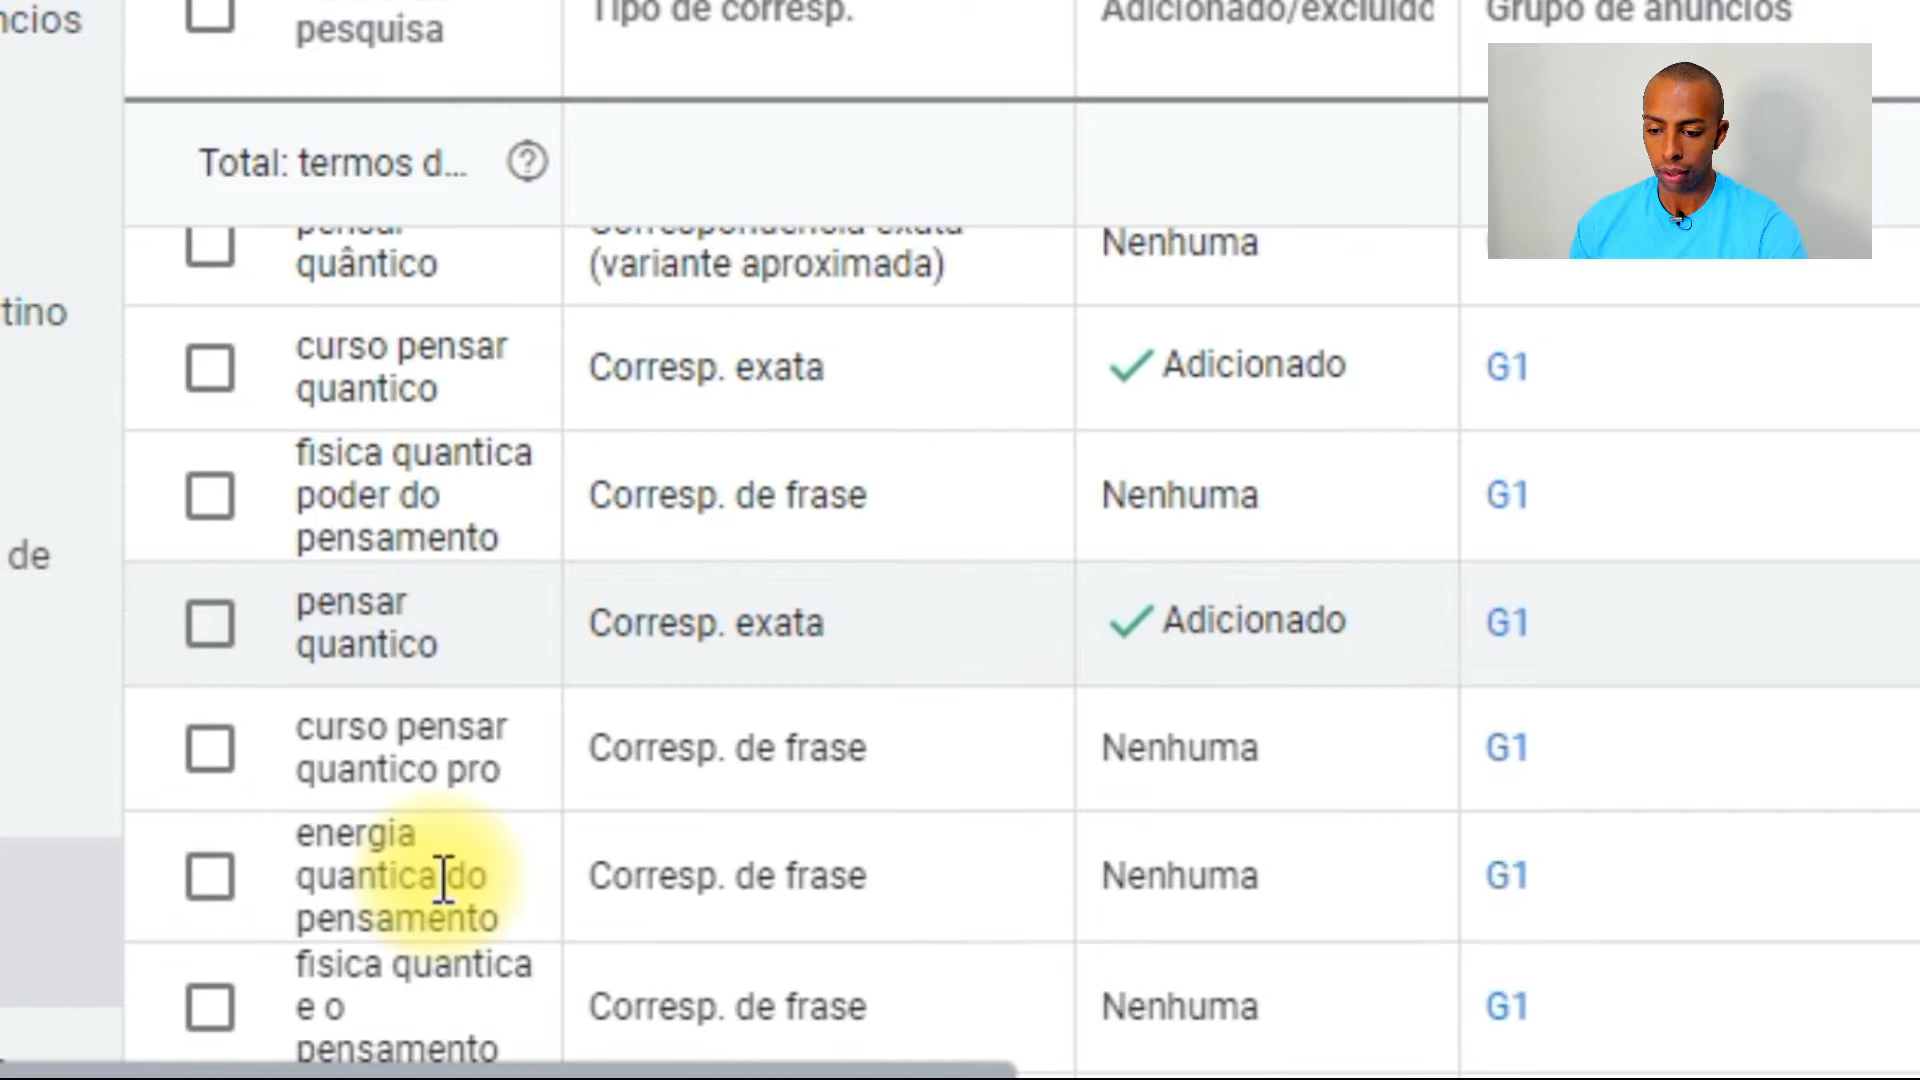 ncios
pesquisa
Tipo de corresp.
Adicionado/excluído
Grupo de anúncios
Total: termos d...
tino
de
pensar
quântico
Correspondência exata
(variante aproximada)
Nenhuma
curso pensar
quantico
Corresp. exata
Adicionado
G1
fisica quantica
poder do
pensamento
Corresp. de frase
Nenhuma
G1
pensar
quantico
Corresp. exata
Adicionado
G1
curso pensar
quantico pro
Corresp. de frase
Nenhuma
G1
energia
quantica do
pensamento
Corresp. de frase
Nenhuma
G1
fisica quantica
e o
pensamento
Corresp. de frase
Nenhuma
G1